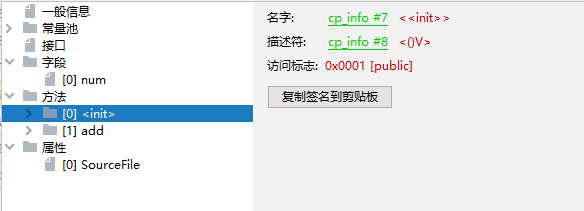 一般信息
常量池
接口
字段
[0] num
方法
[0] <init>
[1] add
属性
[0] SourceFile
名字: cp_info #7 <<init>>
描述符: cp_info #8 <()V>
访问标志: 0x0001 [public]
复制签名到剪贴板